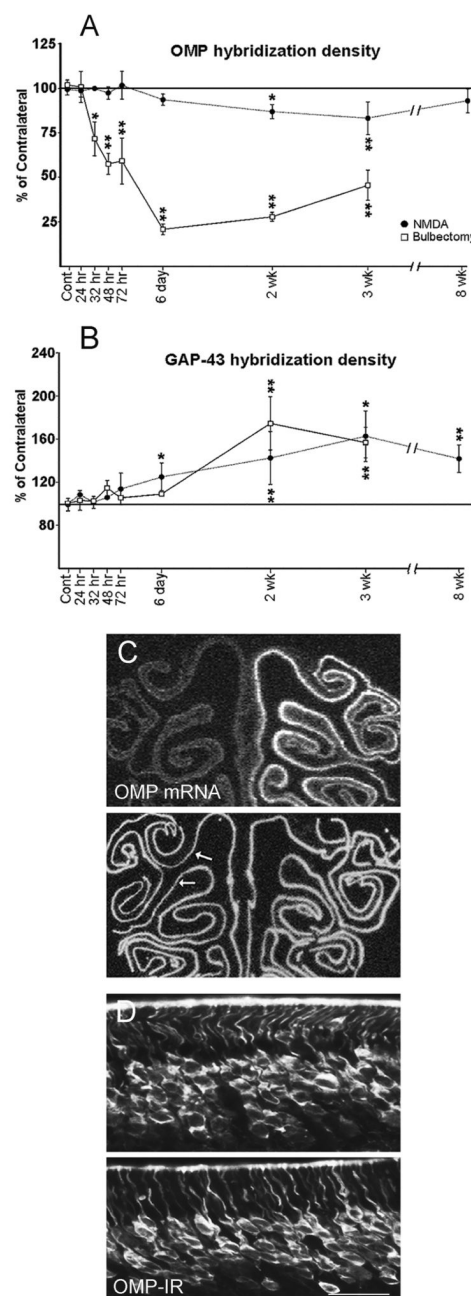 A
OMP hybridization density
125
100
75
50
25
% of Contralateral
*
**
**
**
*
**
**
**
NMDA
Bulbectomy
Cont
24 hr
32 hr
48 hr
72 hr
6 day
2 wk
3 wk
8 wk
B
GAP-43 hybridization density
240
200
160
120
80
% of Contralateral
*
**
**
*
**
**
Cont
24 hr
32 hr
48 hr
72 hr
6 day
2 wk
3 wk
8 wk
C
OMP mRNA
D
OMP-IR